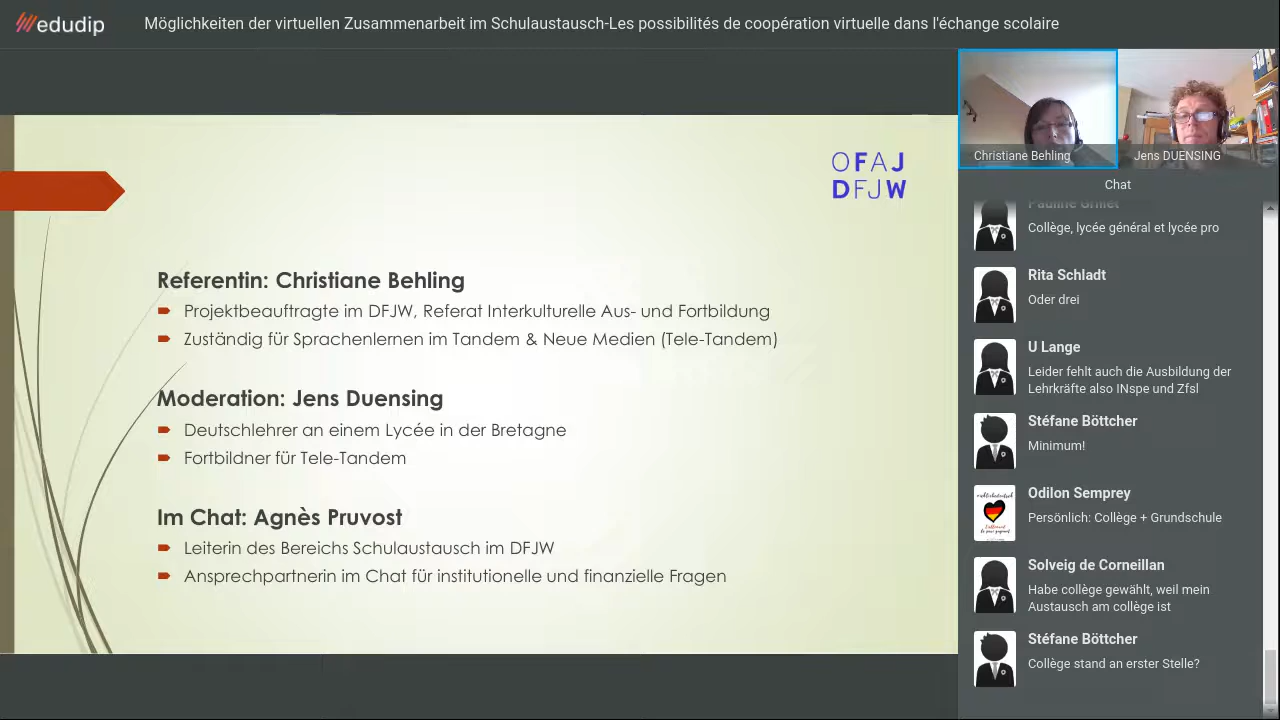 edudip
Möglichkeiten der virtuellen Zusammenarbeit im Schulaustausch-Les possibilités de coopération virtuelle dans l'échange scolaire
OFAJ
DFJW
Referentin: Christiane Behling
Projektbeauftragte im DFJW, Referat Interkulturelle Aus- und Fortbildung
Zuständig für Sprachenlernen im Tandem & Neue Medien (Tele-Tandem)
Moderation: Jens Duensing
Deutschlehrer an einem Lycée in der Bretagne
Fortbildner für Tele-Tandem
Im Chat: Agnès Pruvost
Leiterin des Bereichs Schulaustausch im DFJW
Ansprechpartnerin im Chat für institutionelle und finanzielle Fragen
Christiane Behling
Jens DUENSING
Chat
Pauline Grillet
Collège, lycée général et lycée pro
Rita Schladt
Oder drei
U Lange
Leider fehlt auch die Ausbildung der
Lehrkräfte also INspe und Zfsl
Stéfane Böttcher
Minimum!
Odilon Semprey
Persönlich: Collège + Grundschule
Solveig de Corneillan
Habe collège gewählt, weil mein
Austausch am collège ist
Stéfane Böttcher
Collège stand an erster Stelle?